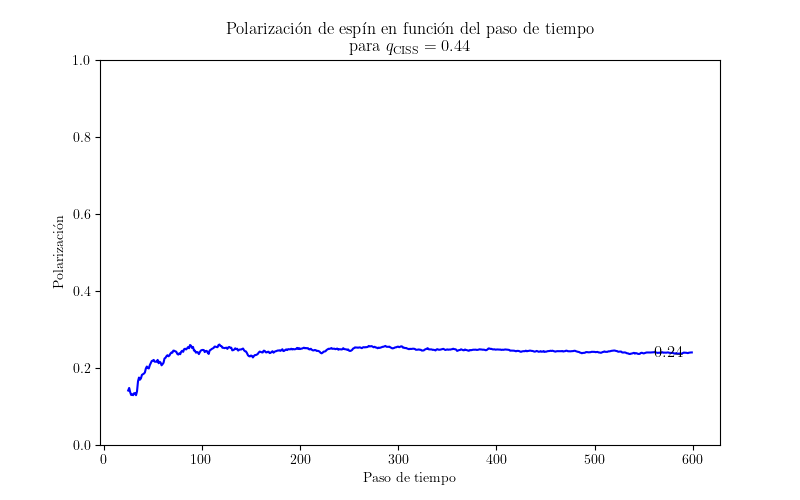 Polarización de espín en función del paso de tiempo
para q_CISS = 0.44
1.0
0.8
0.6
0.4
0.2
0.0
Polarización
0.24
0 100 200 300 400 500 600
Paso de tiempo